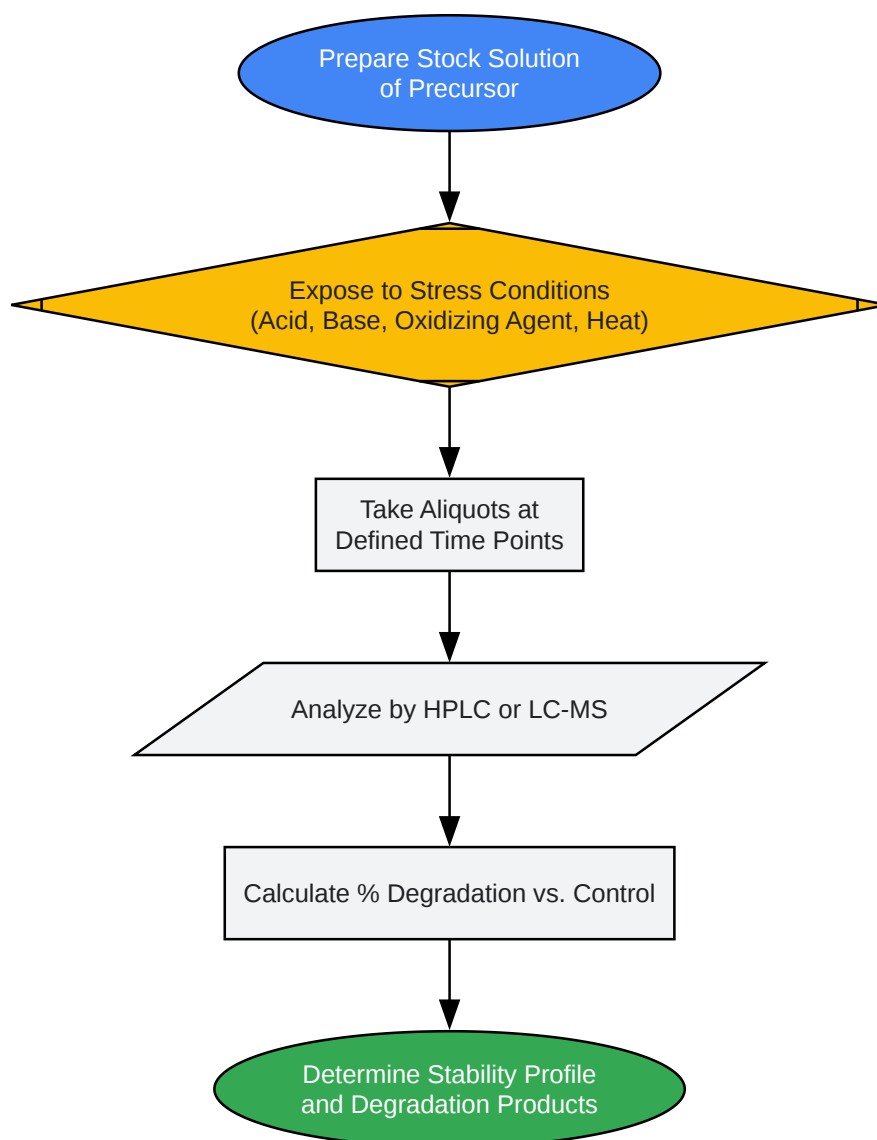 Prepare Stock Solution
of Precursor
Expose to Stress Conditions
(Acid, Base, Oxidizing Agent, Heat)
Take Aliquots at
Defined Time Points
Analyze by HPLC or LC-MS
Calculate % Degradation vs. Control
Determine Stability Profile
and Degradation Products